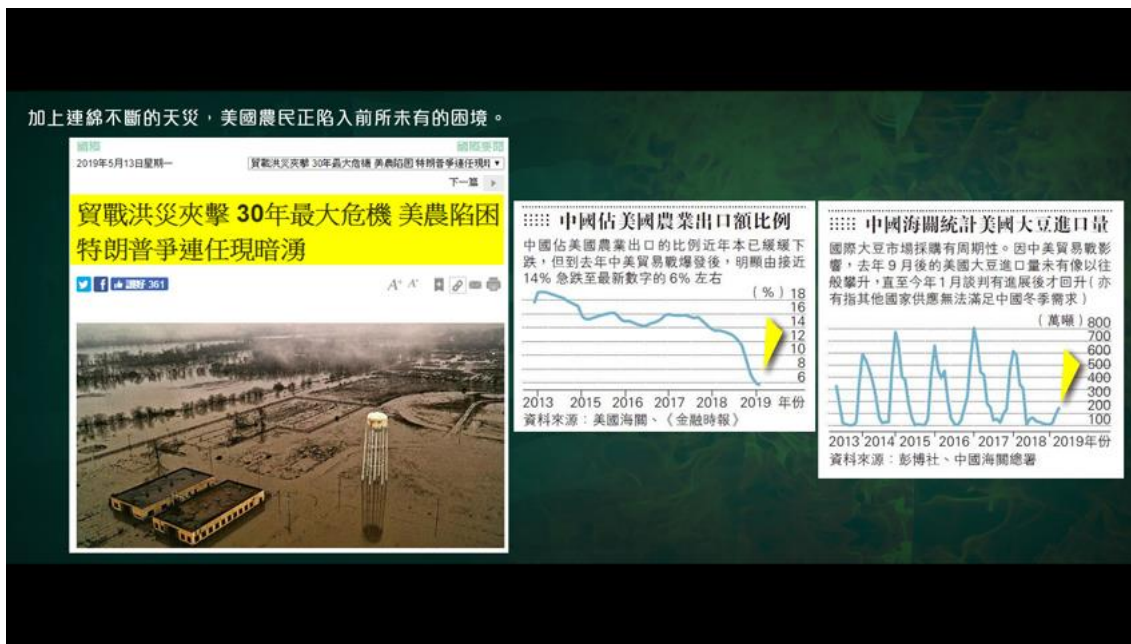 加上連綿不斷的天災，美國農民正陷入前所未有的困境。
國際
國際要聞
2019年5月13日星期一
貿戰洪災夾擊 30年最大危機 美農陷困 特朗普爭連任現暗
下一篇
貿戰洪災夾擊 30年最大危機 美農陷困
特朗普爭連任現暗湧
讚好 361
A+ A-
中國佔美國農業出口額比例
中國佔美國農業出口的比例近年本已緩緩下
跌，但到去年中美貿易戰爆發後，明顯由接近
14% 急跌至最新數字的6% 左右
(%) 18
16
14
12
10
8
6
2013 2015 2016 2017 2018 2019 年份
資料來源：美國海關、《金融時報》
中國海關統計美國大豆進口量
國際大豆市場採購有周期性。因中美貿易戰影
響，去年9月後的美國大豆進口量未有像以往
般攀升，直至今年1月談判有進展後才回升(亦
有指其他國家供應無法滿足中國冬季需求)
(萬噸) 800
700
600
500
400
300
200
100
2013 2014 2015 2016 2017 2018 2019年份
資料來源：彭博社、中國海關總署